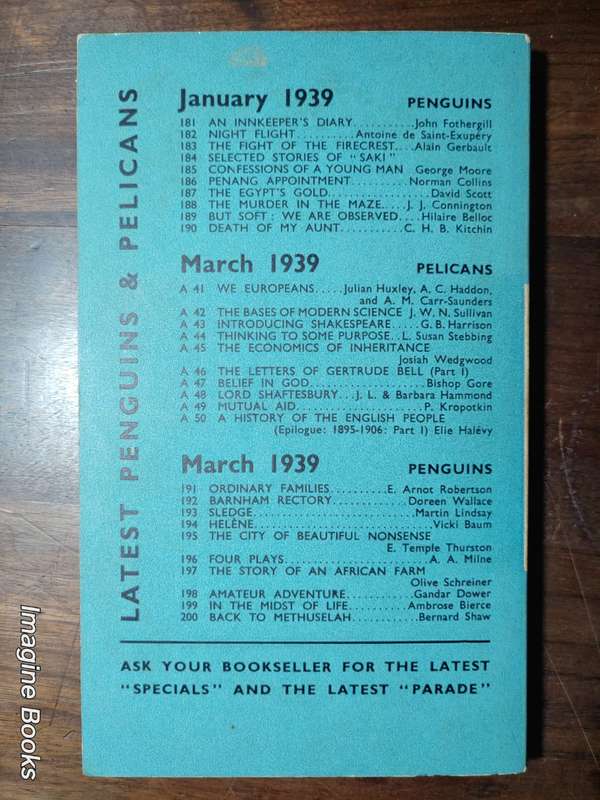 LATEST PENGUINS & PELICANS
January 1939 PENGUINS
181 AN INNKEEPER'S DIARY...........John Fothergill
182 NIGHT FLIGHT..........Antoine de Saint-Exupéry
183 THE FIGHT OF THE FIRECREST....Alain Gerbault
184 SELECTED STORIES OF "SAKI"
185 CONFESSIONS OF A YOUNG MAN George Moore
186 PENANG APPOINTMENT..........Norman Collins
187 THE EGYPT'S GOLD..................David Scott
188 THE MURDER IN THE MAZE....J. J. Connington
189 BUT SOFT: WE ARE OBSERVED....Hilaire Belloc
190 DEATH OF MY AUNT...........C. H. B. Kitchin
March 1939 PELICANS
A 41 WE EUROPEANS.....Julian Huxley, A. C. Haddon,
and A. M. Carr-Saunders
A 42 THE BASES OF MODERN SCIENCE J. W. N. Sullivan
A 43 INTRODUCING SHAKESPEARE.....G. B. Harrison
A 44 THINKING TO SOME PURPOSE..L. Susan Stebbing
A 45 THE ECONOMICS OF INHERITANCE
Josiah Wedgwood
A 46 THE LETTERS OF GERTRUDE BELL (Part I)
A 47 BELIEF IN GOD....................Bishop Gore
A 48 LORD SHAFTESBURY...J. L. & Barbara Hammond
A 49 MUTUAL AID.......................P. Kropotkin
A 50 A HISTORY OF THE ENGLISH PEOPLE
(Epilogue: 1895-1906: Part I) Elie Halévy
March 1939 PENGUINS
191 ORDINARY FAMILIES..........E. Arnot Robertson
192 BARNHAM RECTORY.............Doreen Wallace
193 SLEDGE............................Martin Lindsay
194 HELÈNE...............................Vicki Baum
195 THE CITY OF BEAUTIFUL NONSENSE
E. Temple Thurston
196 FOUR PLAYS.........................A. A. Milne
197 THE STORY OF AN AFRICAN FARM
Olive Schreiner
198 AMATEUR ADVENTURE............Gandar Dower
199 IN THE MIDST OF LIFE..........Ambrose Bierce
200 BACK TO METHUSELAH............Bernard Shaw
ASK YOUR BOOKSELLER FOR THE LATEST
"SPECIALS" AND THE LATEST "PARADE"
Imagine Books